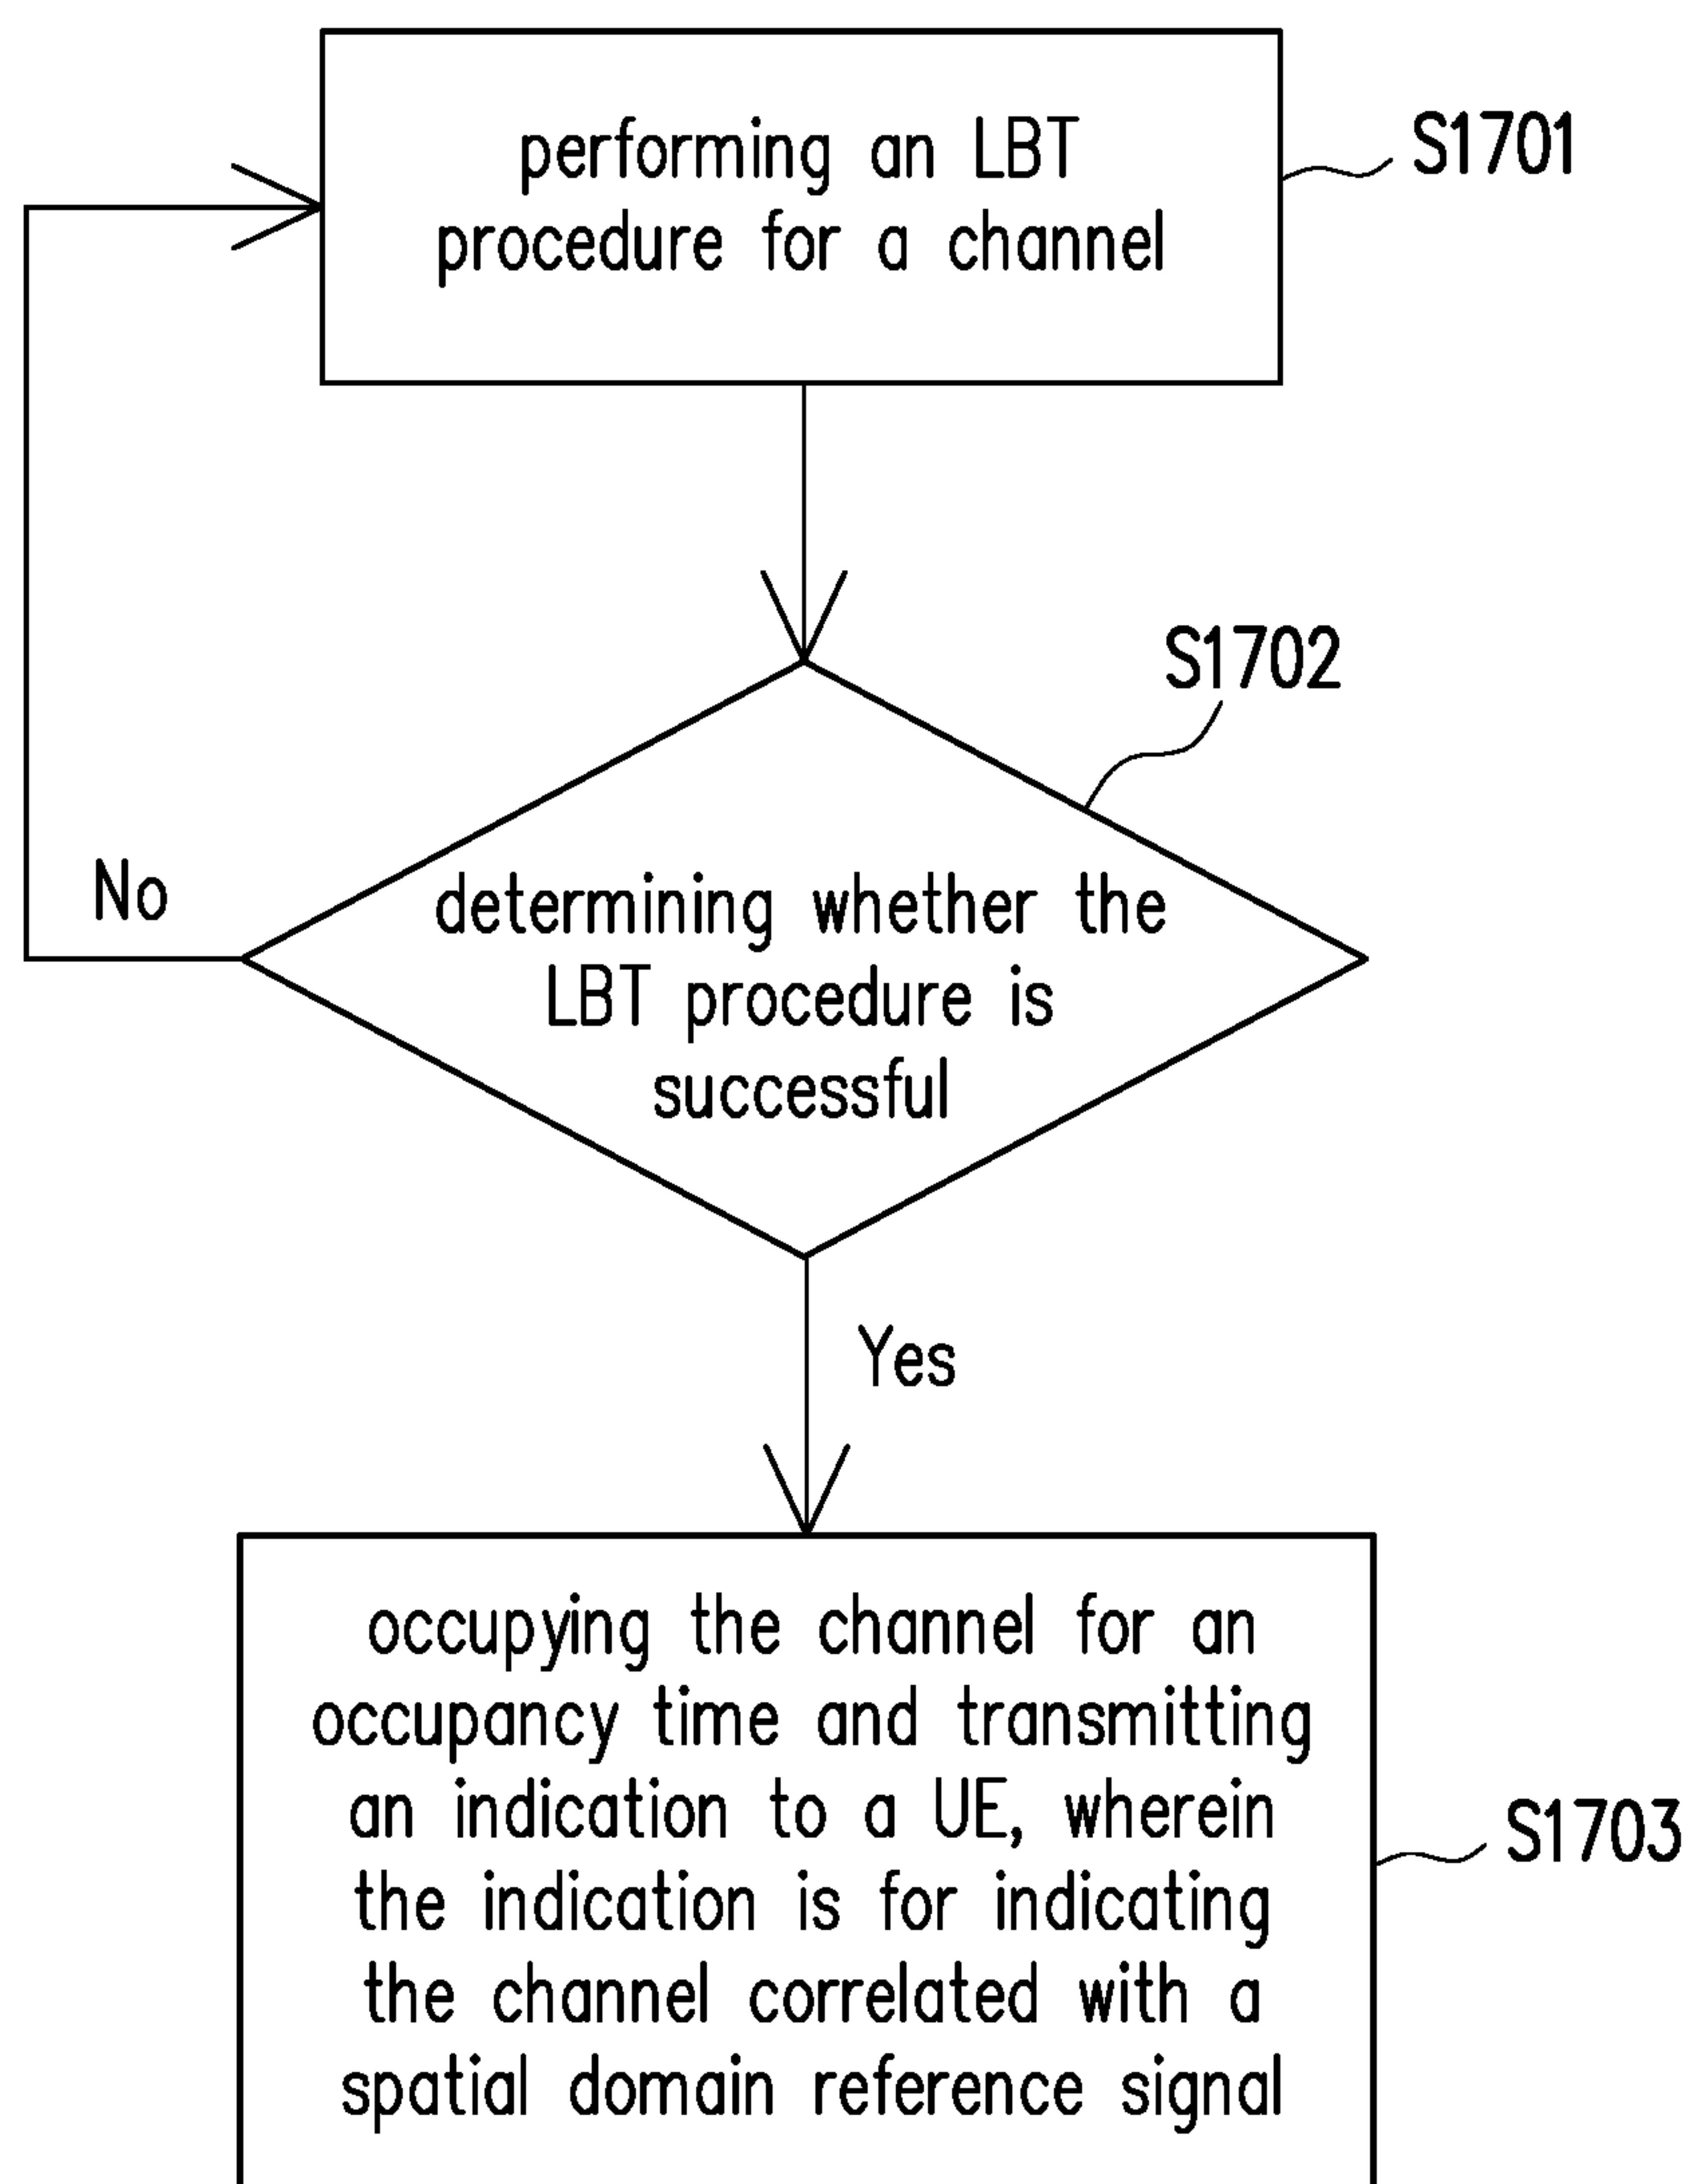 performing an LBT
procedure for a channel
S1701
S1702
determining whether the
LBT procedure is
successful
No
Yes
occupying the channel for an
occupancy time and transmitting
an indication to a UE, wherein
the indication is for indicating
the channel correlated with a
spatial domain reference signal
S1703